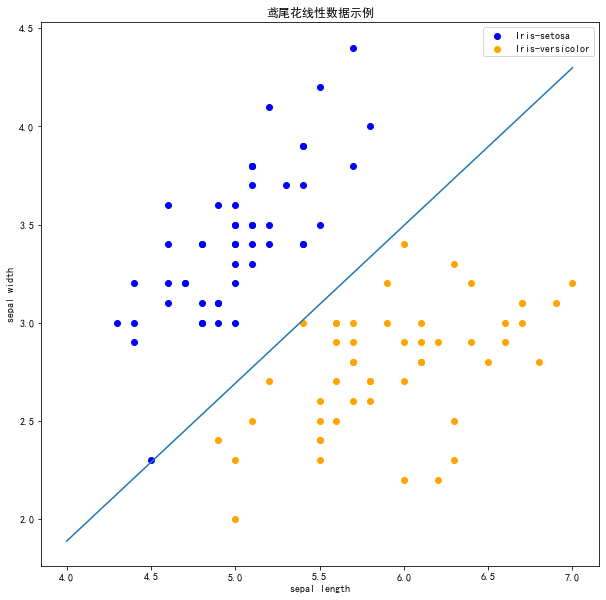 鸢尾花线性数据示例
Iris-setosa
Iris-versicolor
4.5
4.0
3.5
3.0
2.5
2.0
sepal width
4.0 4.5 5.0 5.5 6.0 6.5 7.0
sepal length